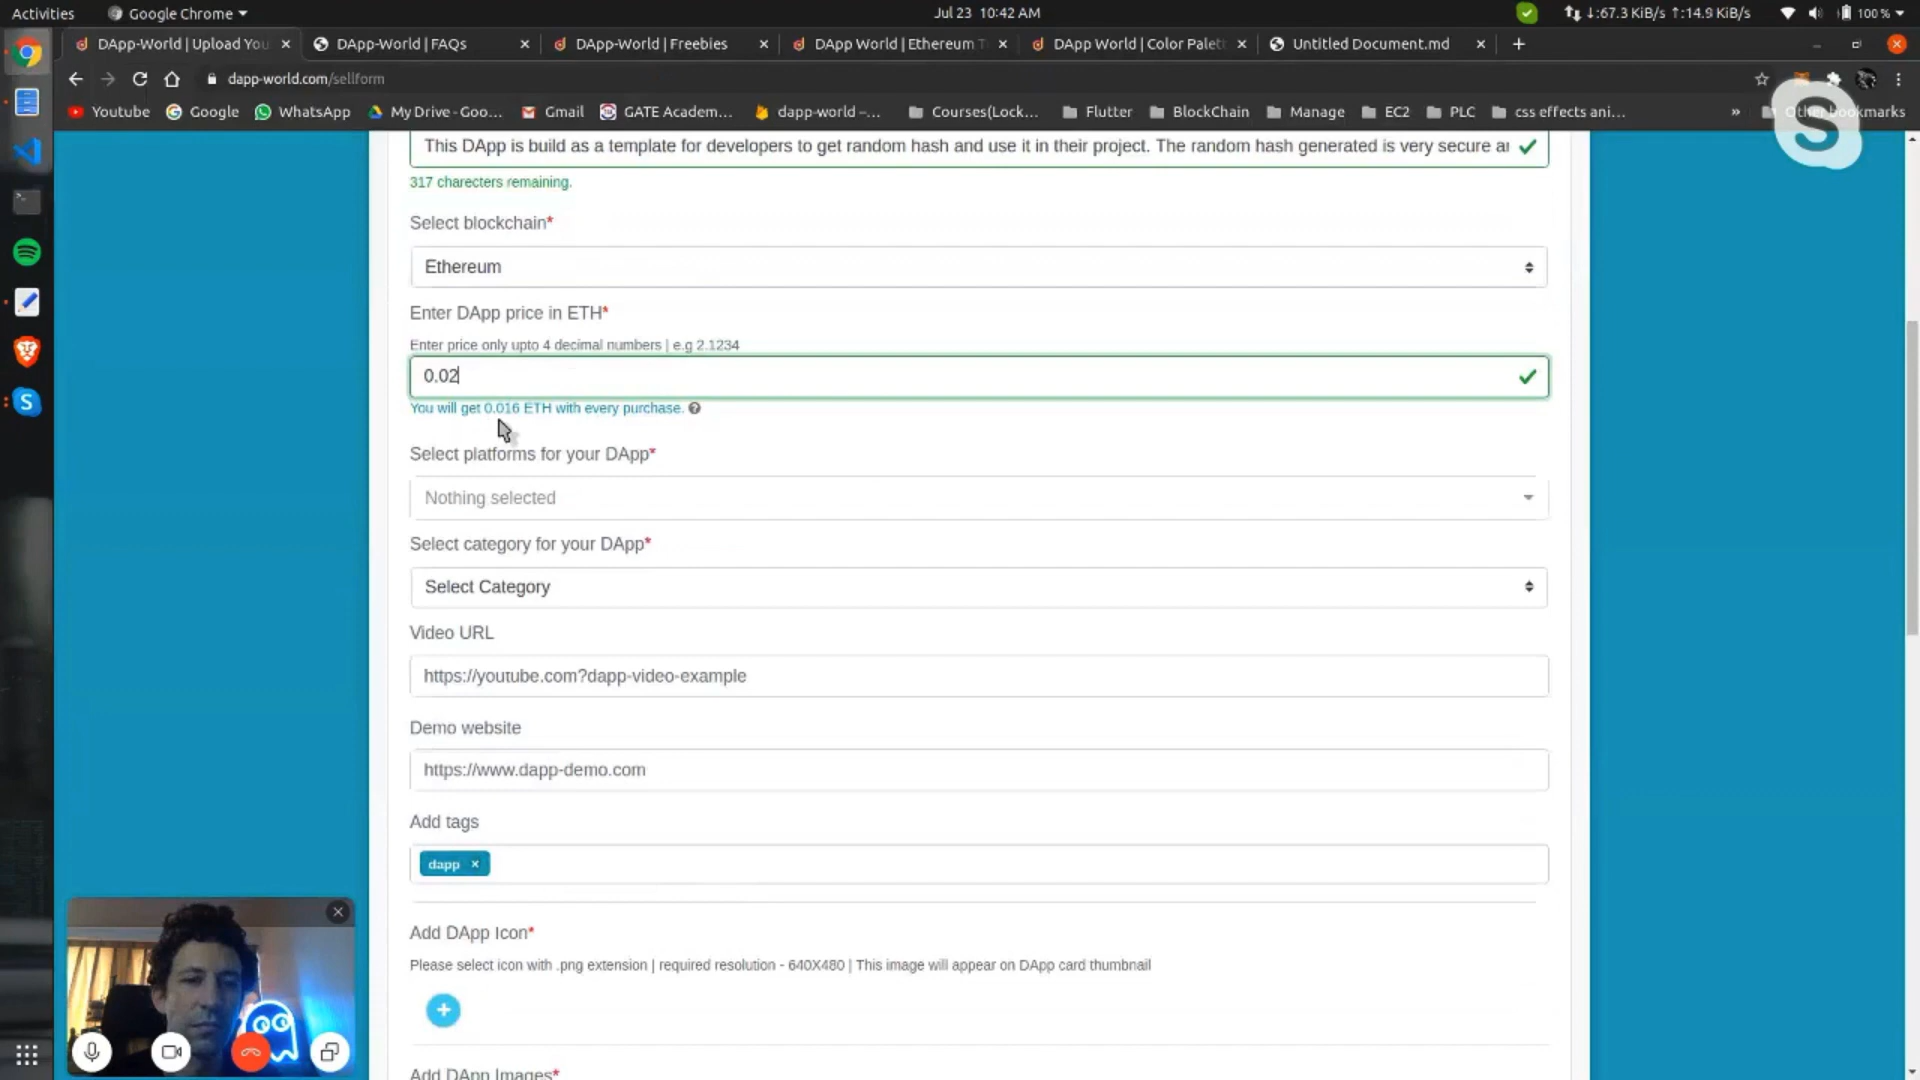 Activities
Google Chrome
Jul 23 10:42 AM
↓:67.3 KiB/s ↑:14.9 KiB/s
100 %
DApp-World | Upload You
DApp-World | FAQs
DApp-World | Freebies
DApp World | Ethereum T
DApp World | Color Palet
Untitled Document.md
dapp-world.com/sellform
Youtube
Google
WhatsApp
My Drive - Goo...
Gmail
GATE Academ...
dapp-world –...
Courses(Lock...
Flutter
BlockChain
Manage
EC2
PLC
css effects ani...
»
Other bookmarks
This DApp is build as a template for developers to get random hash and use it in their project. The random hash generated is very secure ar
317 charecters remaining.
Select blockchain*
Ethereum
Enter DApp price in ETH*
Enter price only upto 4 decimal numbers | e.g 2.1234
0.02
You will get 0.016 ETH with every purchase.
Select platforms for your DApp*
Nothing selected
Select category for your DApp*
Select Category
Video URL
https://youtube.com?dapp-video-example
Demo website
https://www.dapp-demo.com
Add tags
dapp ×
Add DApp Icon*
Please select icon with .png extension | required resolution - 640X480 | This image will appear on DApp card thumbnail
Add DApp Images*